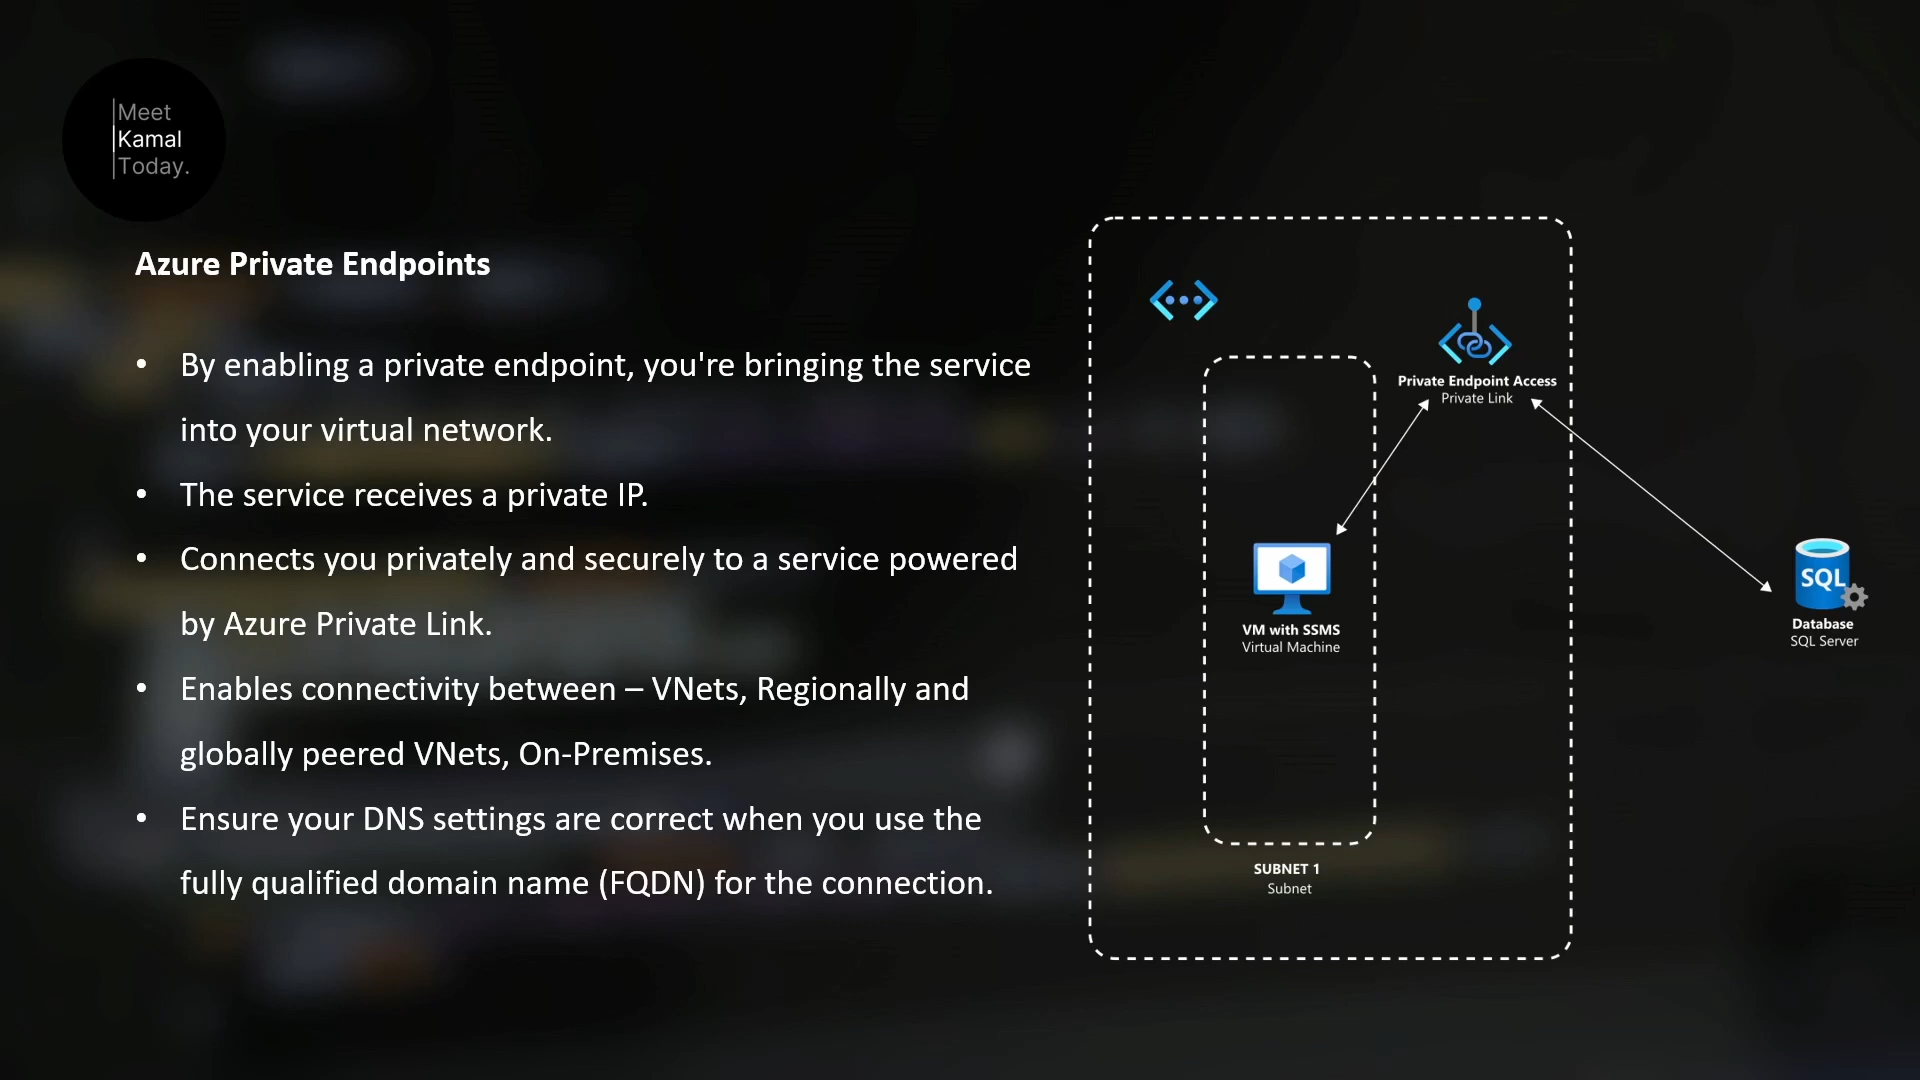 Meet
Kamal
Today.
Azure Private Endpoints
• By enabling a private endpoint, you're bringing the service
into your virtual network.
• The service receives a private IP.
• Connects you privately and securely to a service powered
by Azure Private Link.
• Enables connectivity between – VNets, Regionally and
globally peered VNets, On-Premises.
• Ensure your DNS settings are correct when you use the
fully qualified domain name (FQDN) for the connection.
Private Endpoint Access
Private Link
VM with SSMS
Virtual Machine
SUBNET 1
Subnet
SQL
Database
SQL Server